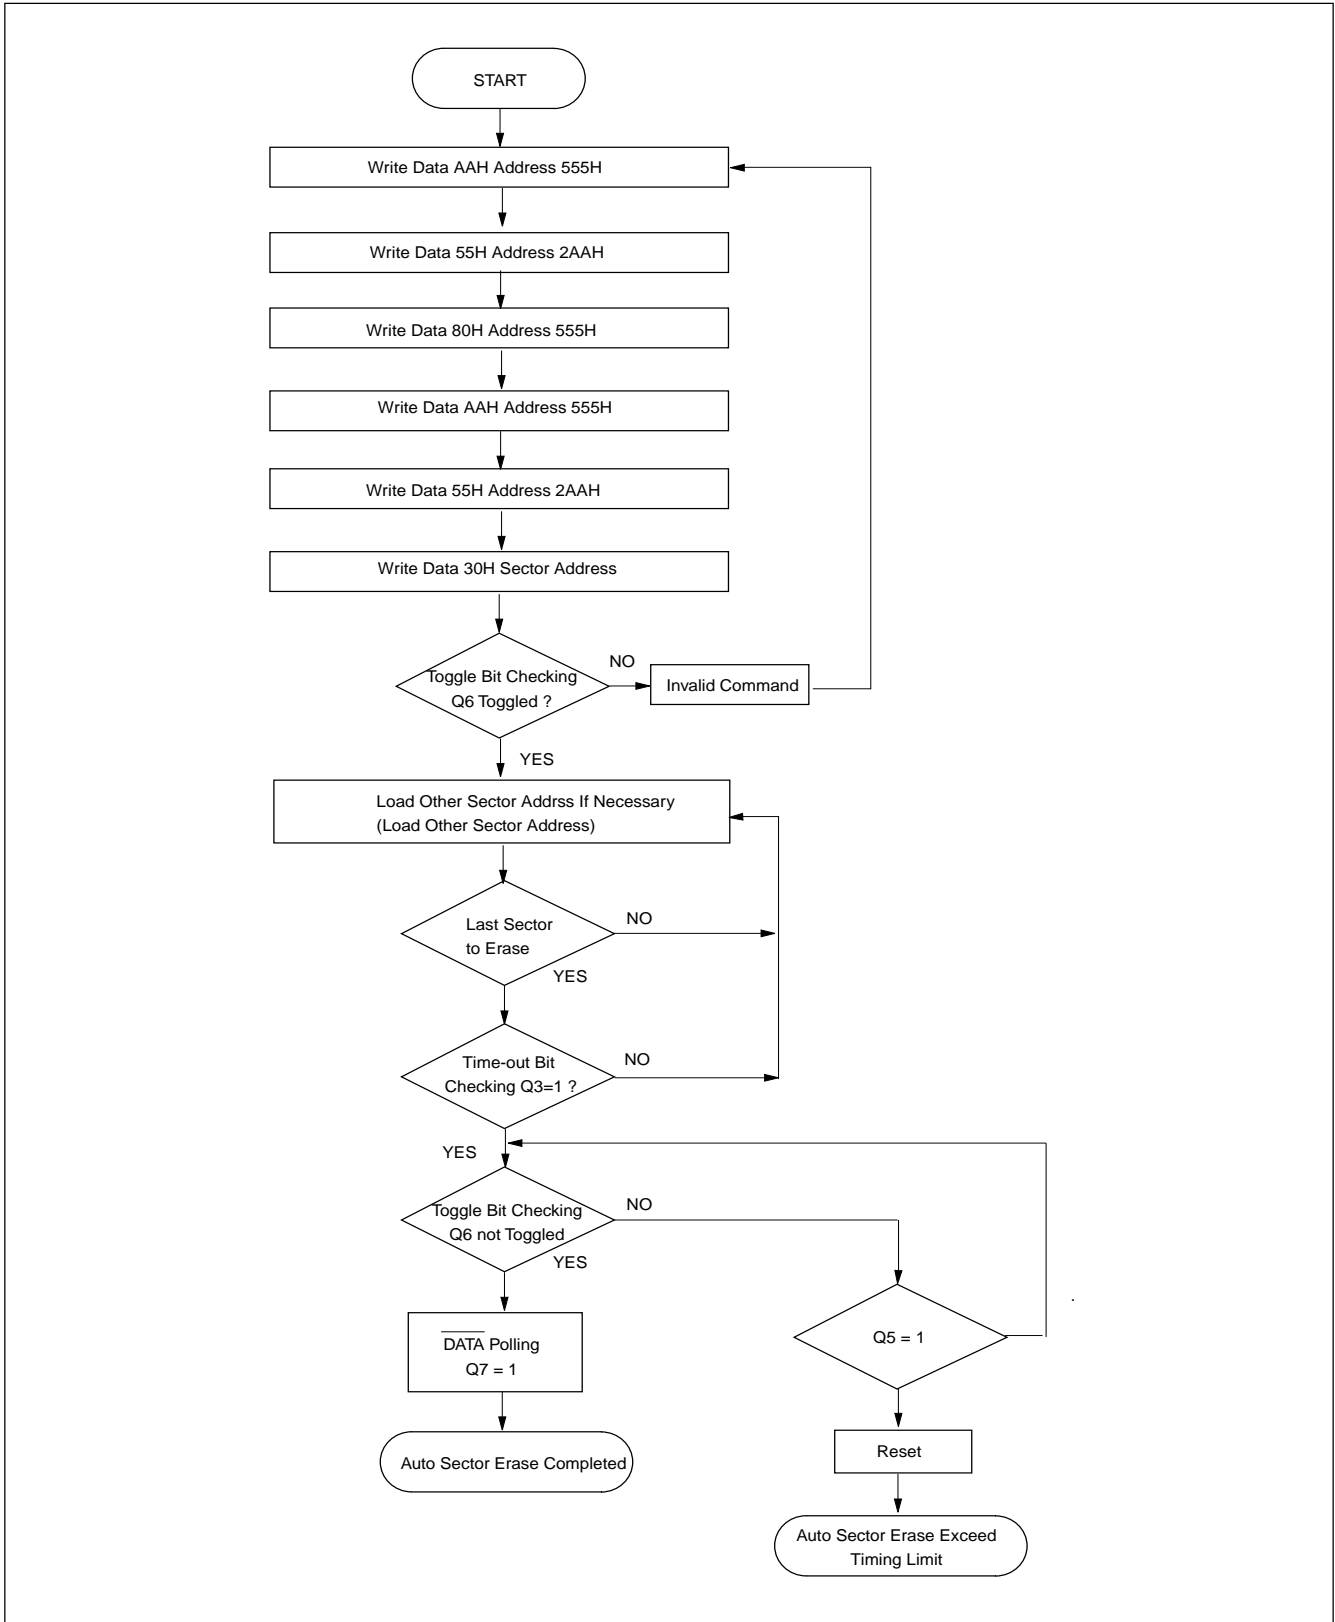 START
Write Data AAH Address 555H
Write Data 55H Address 2AAH
Write Data 80H Address 555H
Write Data AAH Address 555H
Write Data 55H Address 2AAH
Write Data 30H Sector Address
Toggle Bit Checking
Q6 Toggled ?
NO
Invalid Command
YES
Load Other Sector Addrss If Necessary
(Load Other Sector Address)
Last Sector
to Erase
NO
YES
Time-out Bit
Checking Q3=1 ?
NO
YES
Toggle Bit Checking
Q6 not Toggled
NO
YES
Q5 = 1
DATA Polling
Q7 = 1
Reset
Auto Sector Erase Completed
Auto Sector Erase Exceed
Timing Limit